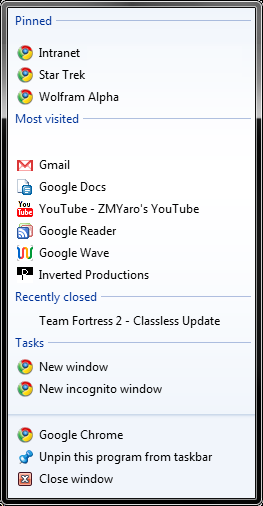 Pinned
Intranet
Star Trek
Wolfram Alpha
Most visited
Gmail
Google Docs
You Tube YouTube - ZMYaro's YouTube
Google Reader
Google Wave
Inverted Productions
Recently closed
Team Fortress 2 - Classless Update
Tasks
New window
New incognito window
Google Chrome
Unpin this program from taskbar
Close window